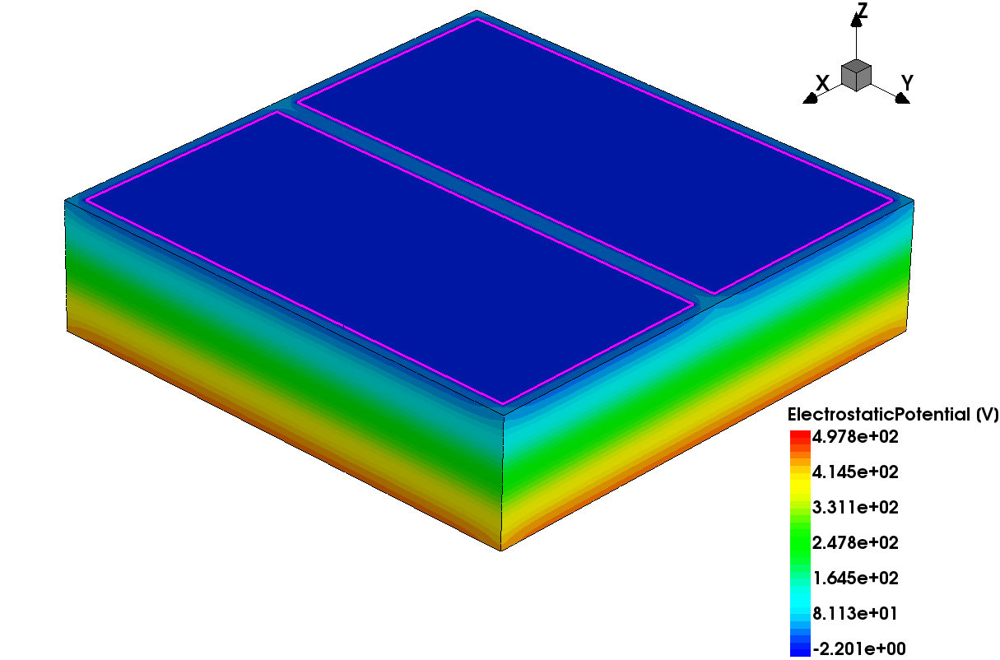 Z
X
Y
ElectrostaticPotential (V)
4.978e+02
4.145e+02
3.311e+02
2.478e+02
1.645e+02
8.113e+01
-2.201e+00